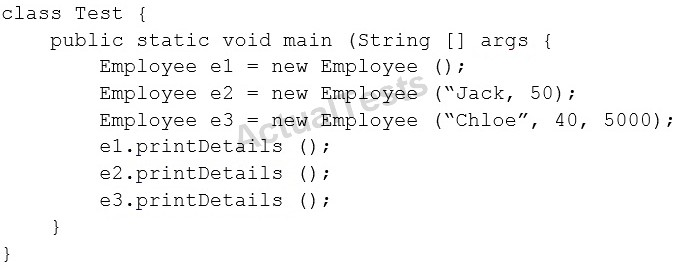 class Test {
    public static void main (String [] args {
        Employee e1 = new Employee ();
        Employee e2 = new Employee (“Jack, 50);
        Employee e3 = new Employee (“Chloe”, 40, 5000);
        e1.printDetails ();
        e2.printDetails ();
        e3.printDetails ();
    }
}
ActualTests